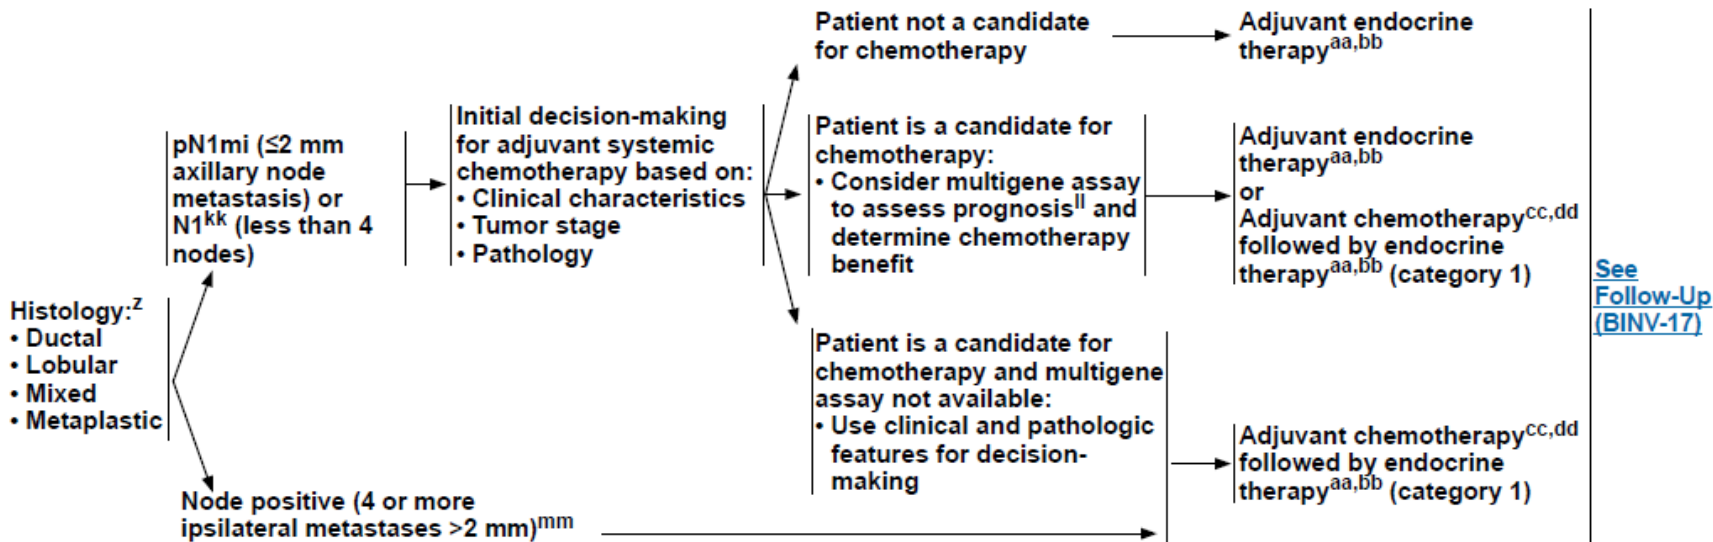 Histology:z
• Ductal
• Lobular
• Mixed
• Metaplastic
pN1mi (≤2 mm
axillary node
metastasis) or
N1kk (less than 4
nodes)
Node positive (4 or more
ipsilateral metastases >2 mm)mm
Initial decision-making
for adjuvant systemic
chemotherapy based on:
• Clinical characteristics
• Tumor stage
• Pathology
Patient not a candidate
for chemotherapy
Adjuvant endocrine
therapyaa,bb
Patient is a candidate for
chemotherapy:
• Consider multigene assay
to assess prognosisll and
determine chemotherapy
benefit
Adjuvant endocrine
therapyaa,bb
or
Adjuvant chemotherapycc,dd
followed by endocrine
therapyaa,bb (category 1)
Patient is a candidate for
chemotherapy and multigene
assay not available:
• Use clinical and pathologic
features for decision-
making
Adjuvant chemotherapycc,dd
followed by endocrine
therapyaa,bb (category 1)
See
Follow-Up
(BINV-17)